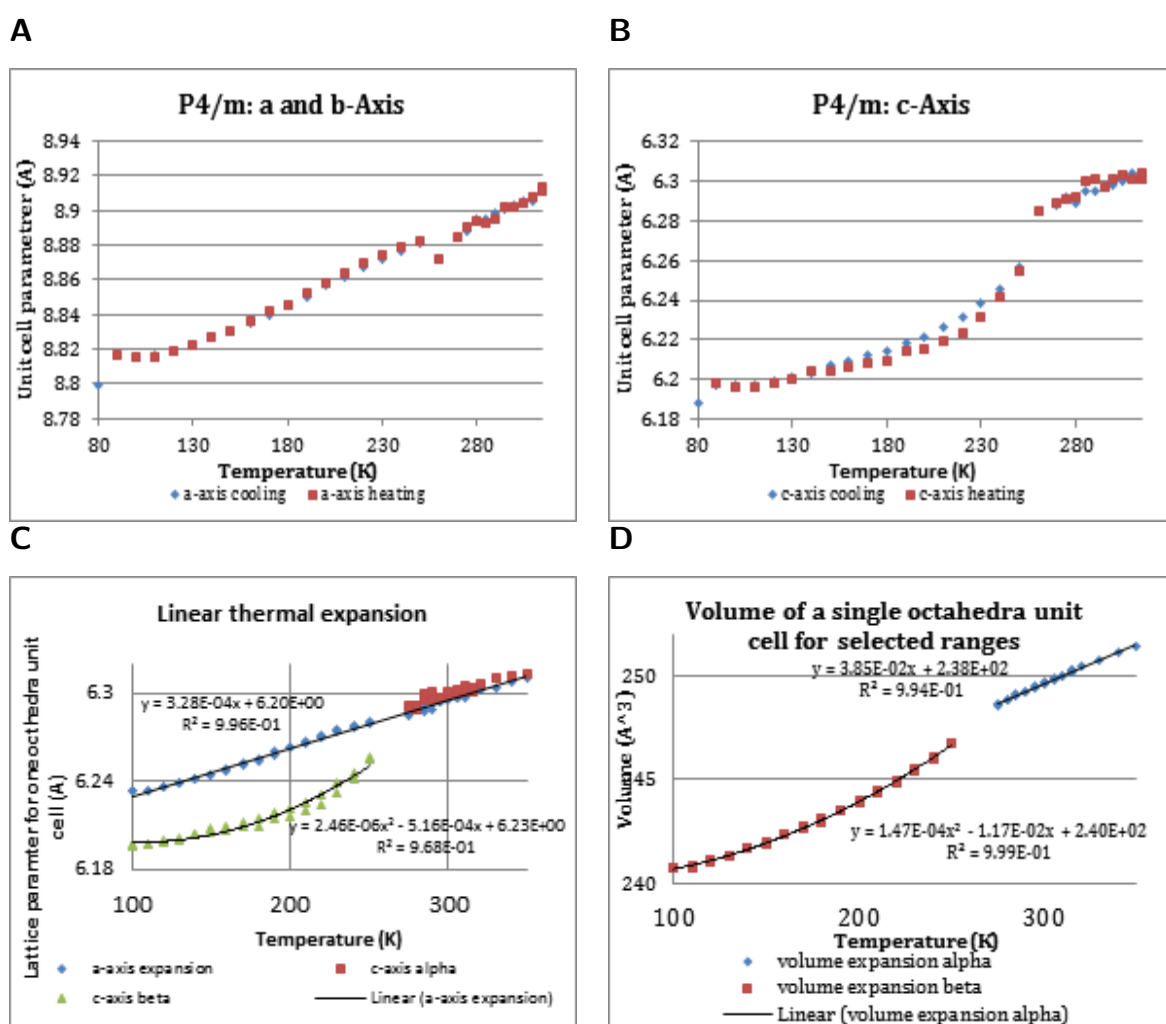 A
P4/m: a and b-Axis
Unit cell parametrer (A)
8.94
8.92
8.9
8.88
8.86
8.84
8.82
8.8
8.78
80
130
180
230
280
Temperature (K)
a-axis cooling
a-axis heating
B
P4/m: c-Axis
Unit cell parameter (A)
6.32
6.3
6.28
6.26
6.24
6.22
6.2
6.18
80
130
180
230
280
Temperature (K)
c-axis cooling
c-axis heating
C
Linear thermal expansion
Lattice paramter for one octhedra unit
cell (A)
6.3
6.24
6.18
y = 3.28E-04x + 6.20E+00
R² = 9.96E-01
y = 2.46E-06x² - 5.16E-04x + 6.23E+00
R² = 9.68E-01
100
200
300
Temperature (K)
a-axis expansion
c-axis alpha
c-axis beta
Linear (a-axis expansion)
D
Volume of a single octahedra unit
cell for selected ranges
Volume (A^3)
250
245
240
y = 3.85E-02x + 2.38E+02
R² = 9.94E-01
y = 1.47E-04x² - 1.17E-02x + 2.40E+02
R² = 9.99E-01
100
200
300
Temperature (K)
volume expansion alpha
volume expansion beta
Linear (volume expansion alpha)